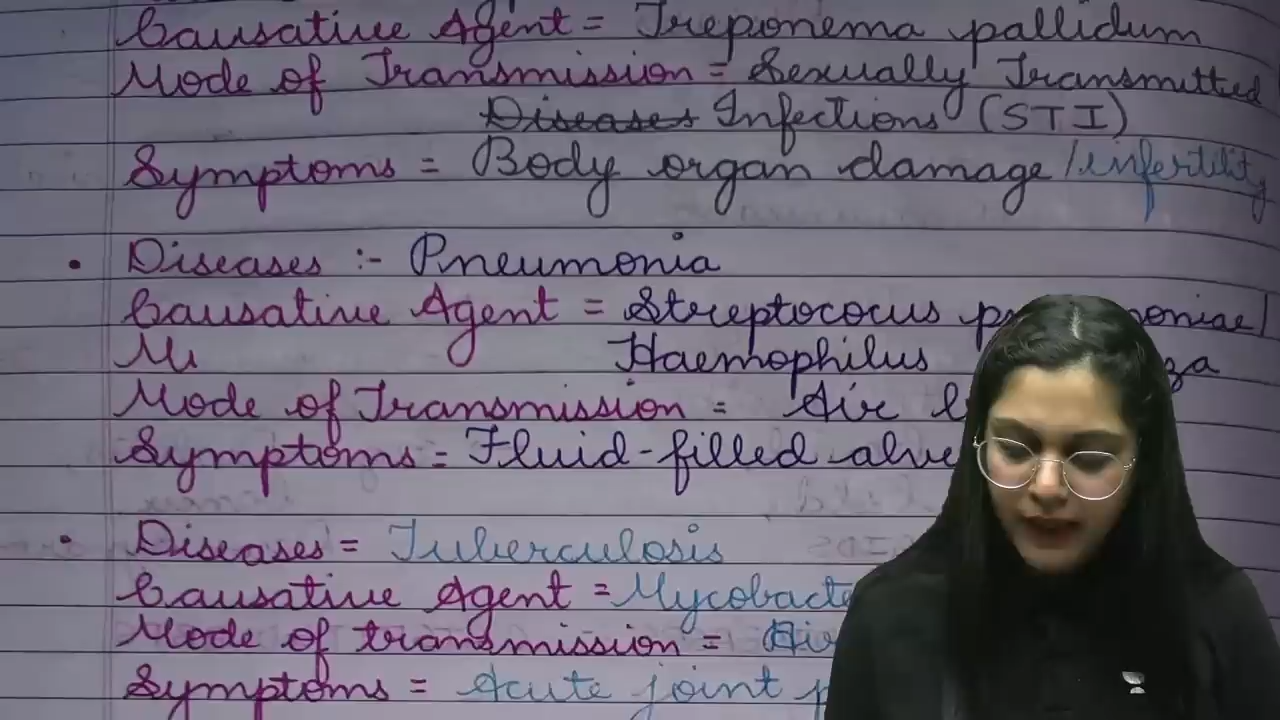 Causative Agent = Treponema pallidum
Mode of Transmission = Sexually Transmitted
Diseases Infections (STI)
Symptoms = Body organ damage / infertility
• Diseases :- Pneumonia
Causative Agent = Streptococus /
Haemophilus
Mode of Transmission = Air
Symptoms = Fluid-filled
• Diseases = Tuberculosis
Causative Agent =
Mode of transmission =
Symptoms = Acute joint